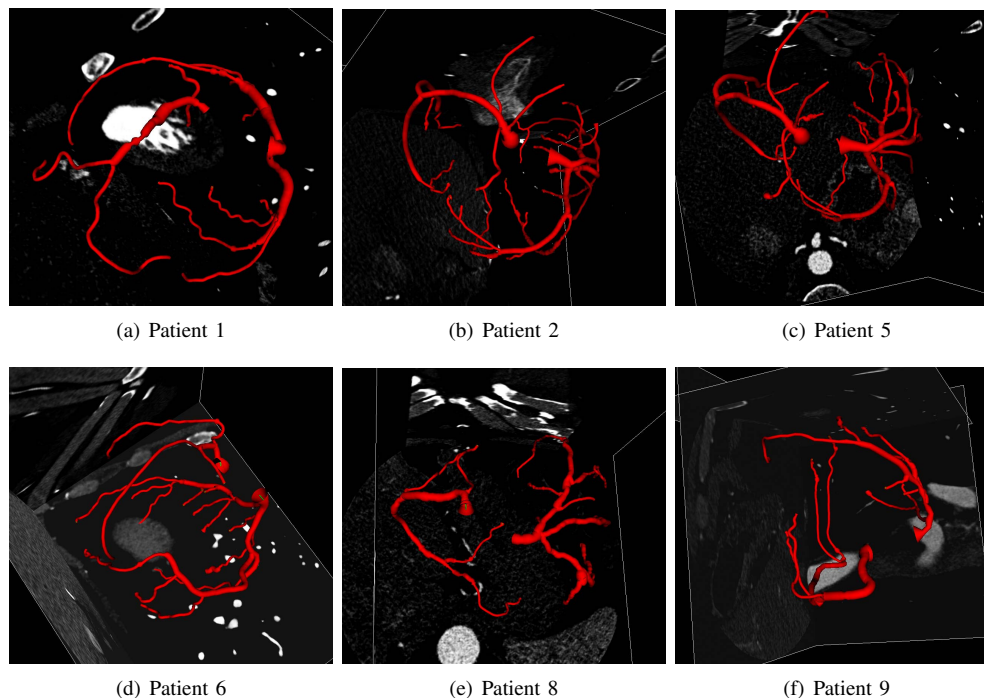 (a) Patient 1
(b) Patient 2
(c) Patient 5
(d) Patient 6
(e) Patient 8
(f) Patient 9